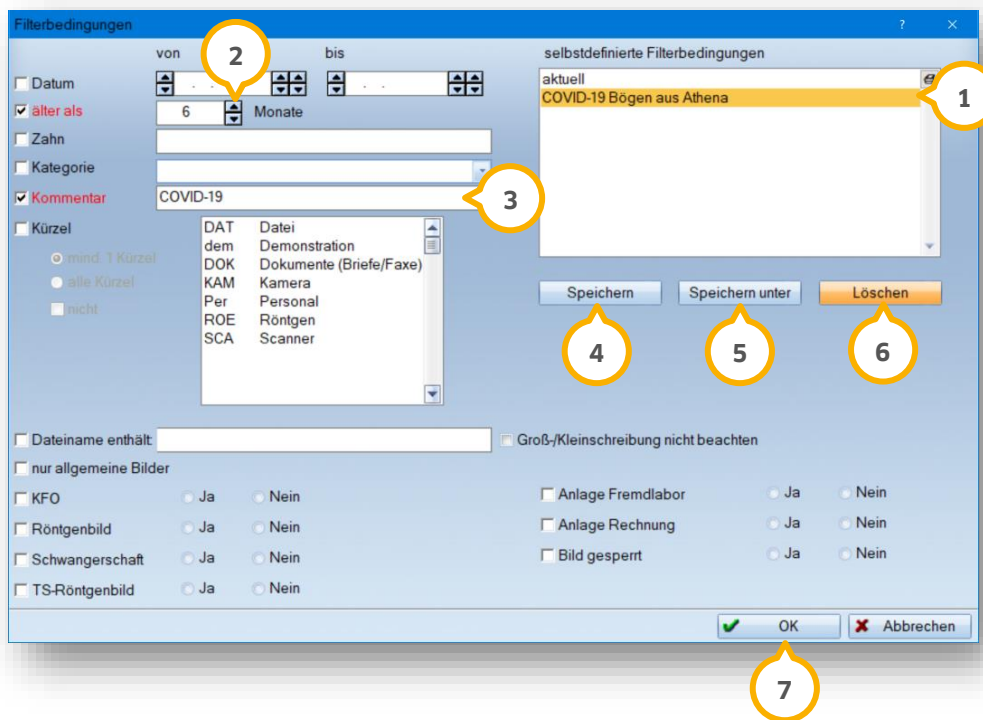 Filterbedingungen ? ×
von 2 bis selbstdefinierte Filterbedingungen
Datum . . . . aktuell
älter als 6 Monate COVID-19 Bögen aus Athena 1
Zahn
Kategorie
Kommentar COVID-19 3
Kürzel DAT Datei
dem Demonstration
mind. 1 Kürzel DOK Dokumente (Briefe/Faxe)
alle Kürzel KAM Kamera
nicht Per Personal
ROE Röntgen
SCA Scanner
Speichern Speichern unter Löschen
4 5 6
Dateiname enthält: Groß-/Kleinschreibung nicht beachten
nur allgemeine Bilder
KFO Ja Nein Anlage Fremdlabor Ja Nein
Röntgenbild Ja Nein Anlage Rechnung Ja Nein
Schwangerschaft Ja Nein Bild gesperrt Ja Nein
TS-Röntgenbild Ja Nein
OK Abbrechen
7